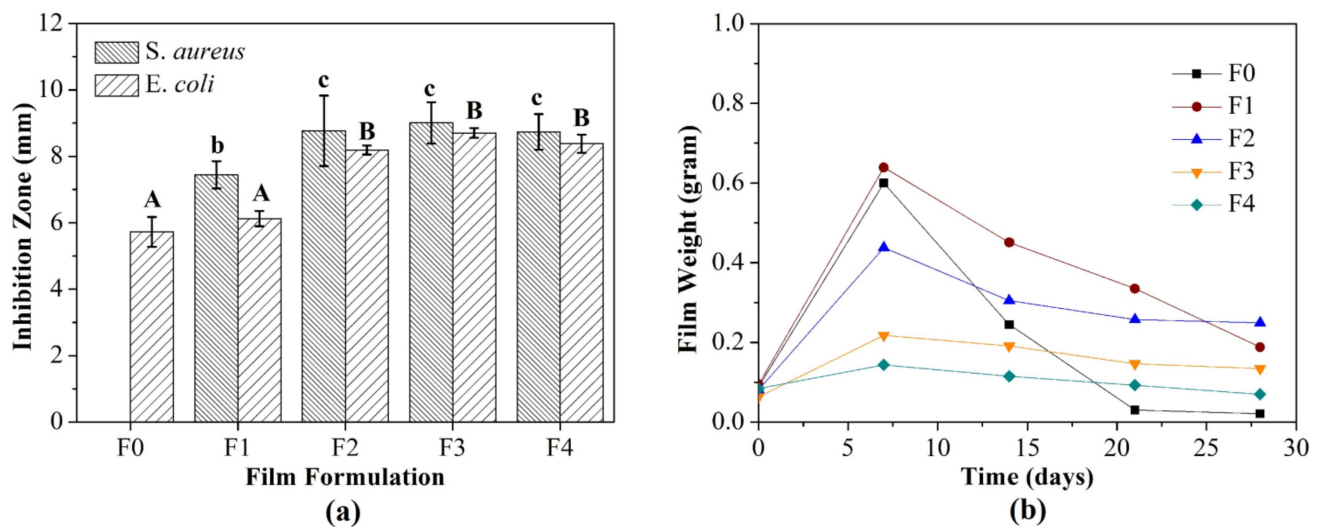 12
10
8
6
4
2
0
Inhibition Zone (mm)
S. aureus
E. coli
A
b
A
c
B
c
B
c
B
F0
F1
F2
F3
F4
Film Formulation
(a)
1.0
0.8
0.6
0.4
0.2
0.0
Film Weight (gram)
F0
F1
F2
F3
F4
0
5
10
15
20
25
30
Time (days)
(b)